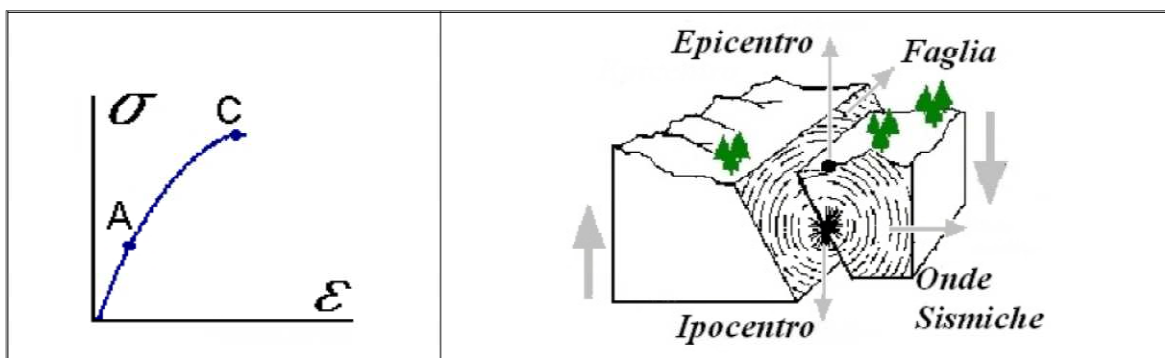 σ
C
A
ε
Epicentro
Faglia
Ipocentro
Onde
Sismiche